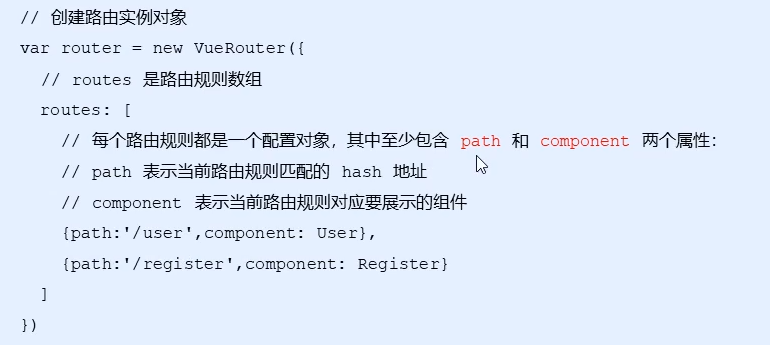 // 创建路由实例对象
var router = new VueRouter({
// routes 是路由规则数组
routes: [
// 每个路由规则都是一个配置对象，其中至少包含 path 和 component 两个属性：
// path 表示当前路由规则匹配的 hash 地址
// component 表示当前路由规则对应要展示的组件
{path:'/user',component: User},
{path:'/register',component: Register}
]
})